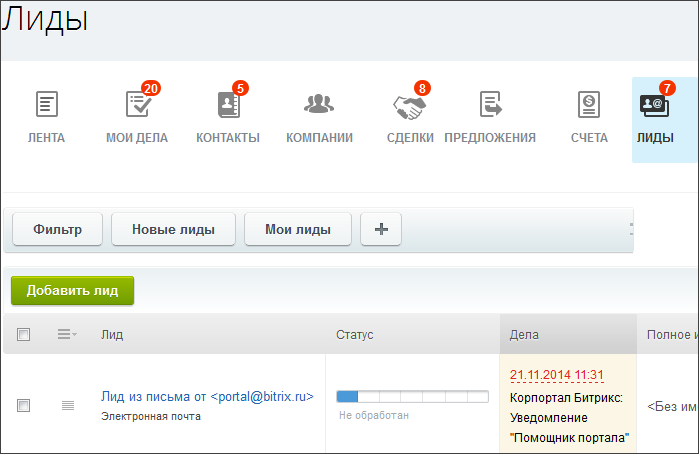 Лиды
20 5 8 7
ЛЕНТА МОИ ДЕЛА КОНТАКТЫ КОМПАНИИ СДЕЛКИ ПРЕДЛОЖЕНИЯ СЧЕТА ЛИДЫ
Фильтр Новые лиды Мои лиды +
Добавить лид
Лид Статус Дела Полное и
21.11.2014 11:31
Лид из письма от <portal@bitrix.ru> Корпортал Битрикс: <Без им
Электронная почта Не обработан Уведомление
"Помощник портала"